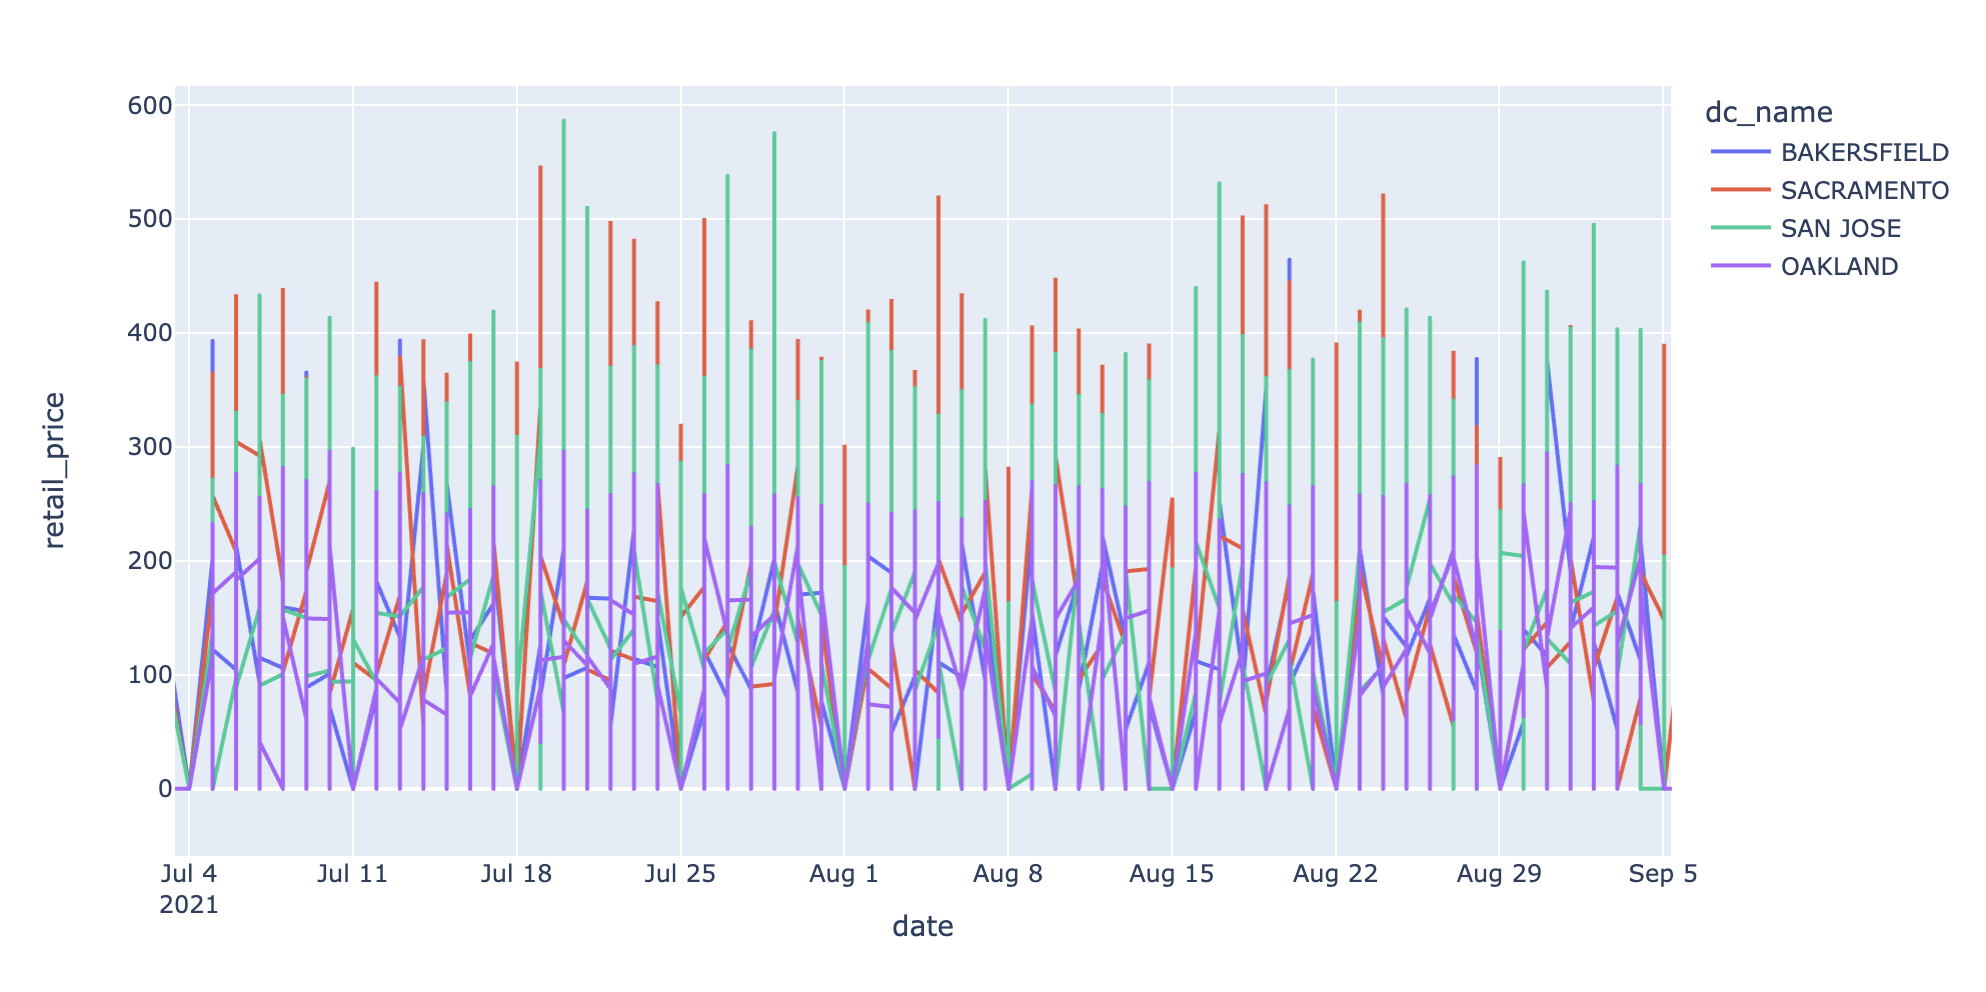 600
500
400
300
200
100
0
retail_price
Jul 4
2021
Jul 11
Jul 18
Jul 25
Aug 1
Aug 8
Aug 15
Aug 22
Aug 29
Sep 5
date
dc_name
BAKERSFIELD
SACRAMENTO
SAN JOSE
OAKLAND